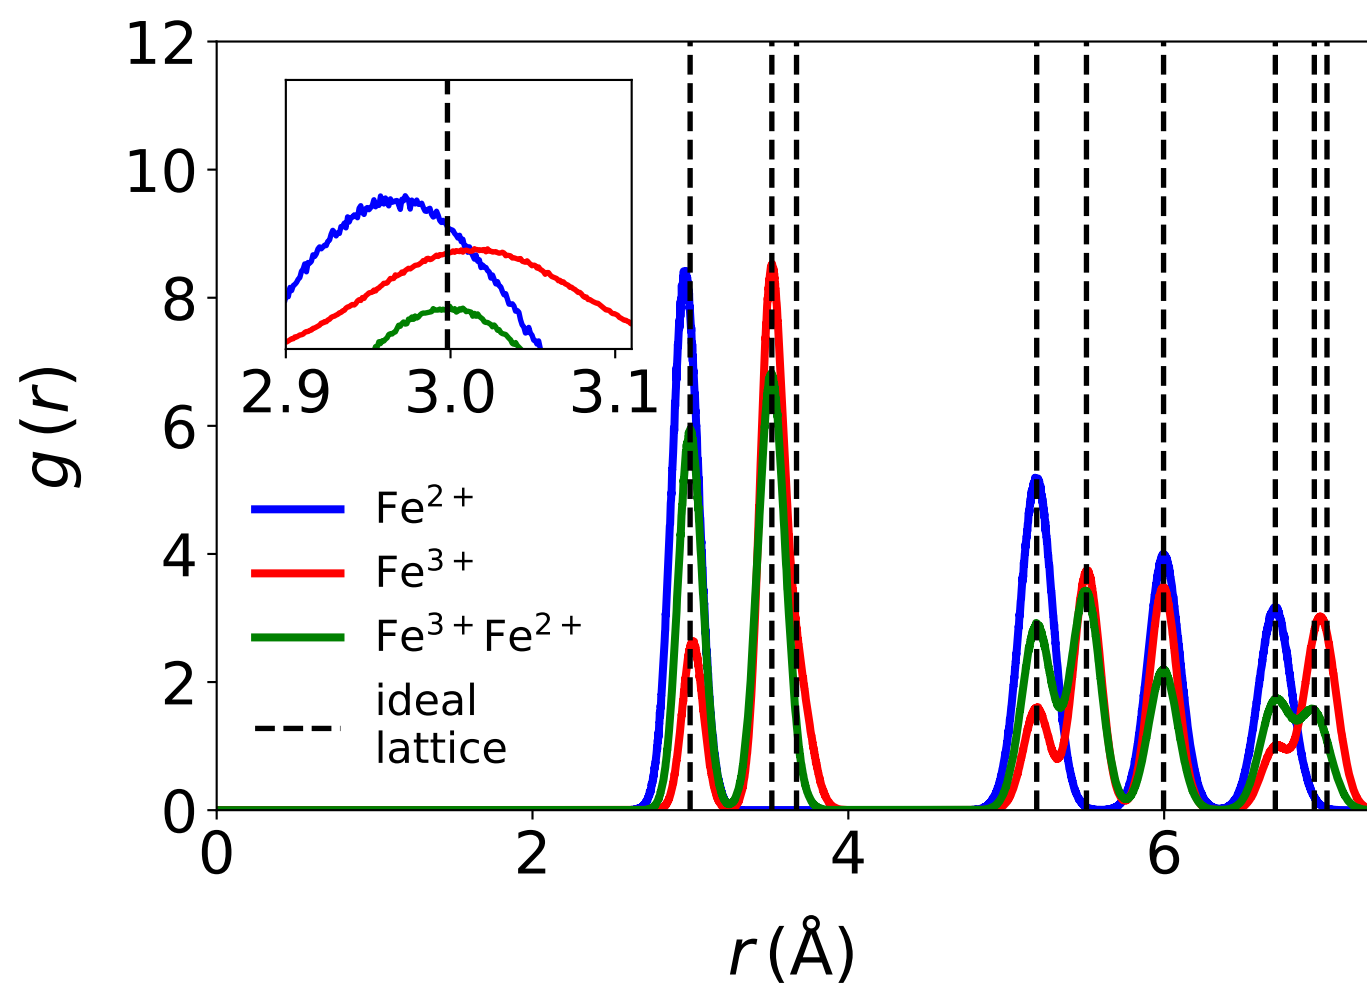 12
10
8
6
4
2
0
g (r)
2.9 3.0 3.1
Fe²⁺
Fe³⁺
Fe³⁺Fe²⁺
ideal
lattice
0 2 4 6
r (Å)